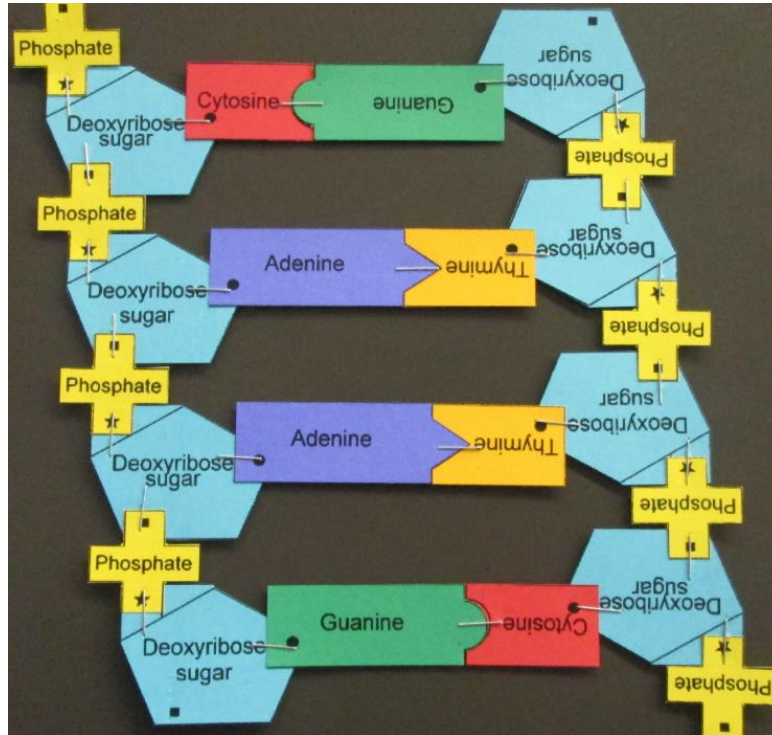 Phosphate
Deoxyribose
sugar
Cytosine
Guanine
Deoxyribose
sugar
Phosphate
Phosphate
Deoxyribose
sugar
Adenine
Thymine
Deoxyribose
sugar
Phosphate
Phosphate
Deoxyribose
sugar
Adenine
Thymine
Deoxyribose
sugar
Phosphate
Phosphate
Deoxyribose
sugar
Guanine
Cytosine
Deoxyribose
sugar
Phosphate